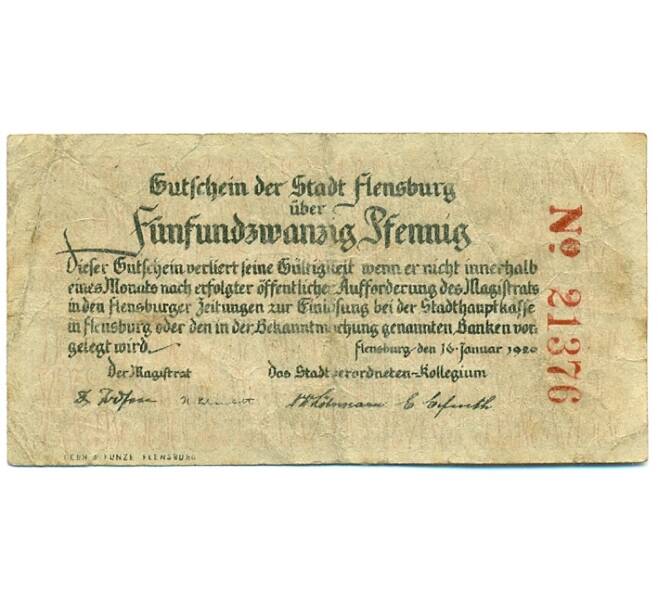 Gutschein der Stadt Flensburg
über
Fünfundzwanzig Pfennig
Dieser Gutschein verliert seine Gültigkeit wenn er nicht innerhalb
eines Monats nach erfolgter öffentlicher Aufforderung des Magistrats
in den Flensburger Zeitungen zur Einlösung bei der Stadthauptkasse
in Flensburg oder den in der Bekanntmachung genannten Banken vor-
gelegt wird.
Flensburg, den 16. Januar 1920
Der Magistrat Das Stadtverordneten-Kollegium
FUNKE FLENSBURG
No 21376